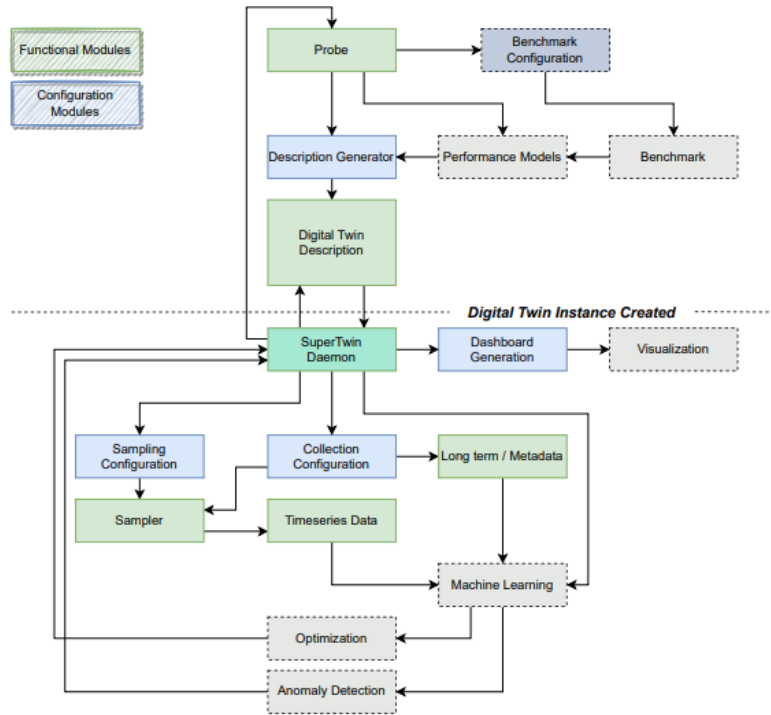 Functional Modules
Configuration
Modules
Probe
Benchmark
Configuration
Description Generator
Performance Models
Benchmark
Digital Twin
Description
Digital Twin Instance Created
SuperTwin
Daemon
Dashboard
Generation
Visualization
Sampling
Configuration
Collection
Configuration
Long term / Metadata
Sampler
Timeseries Data
Machine Learning
Optimization
Anomaly Detection